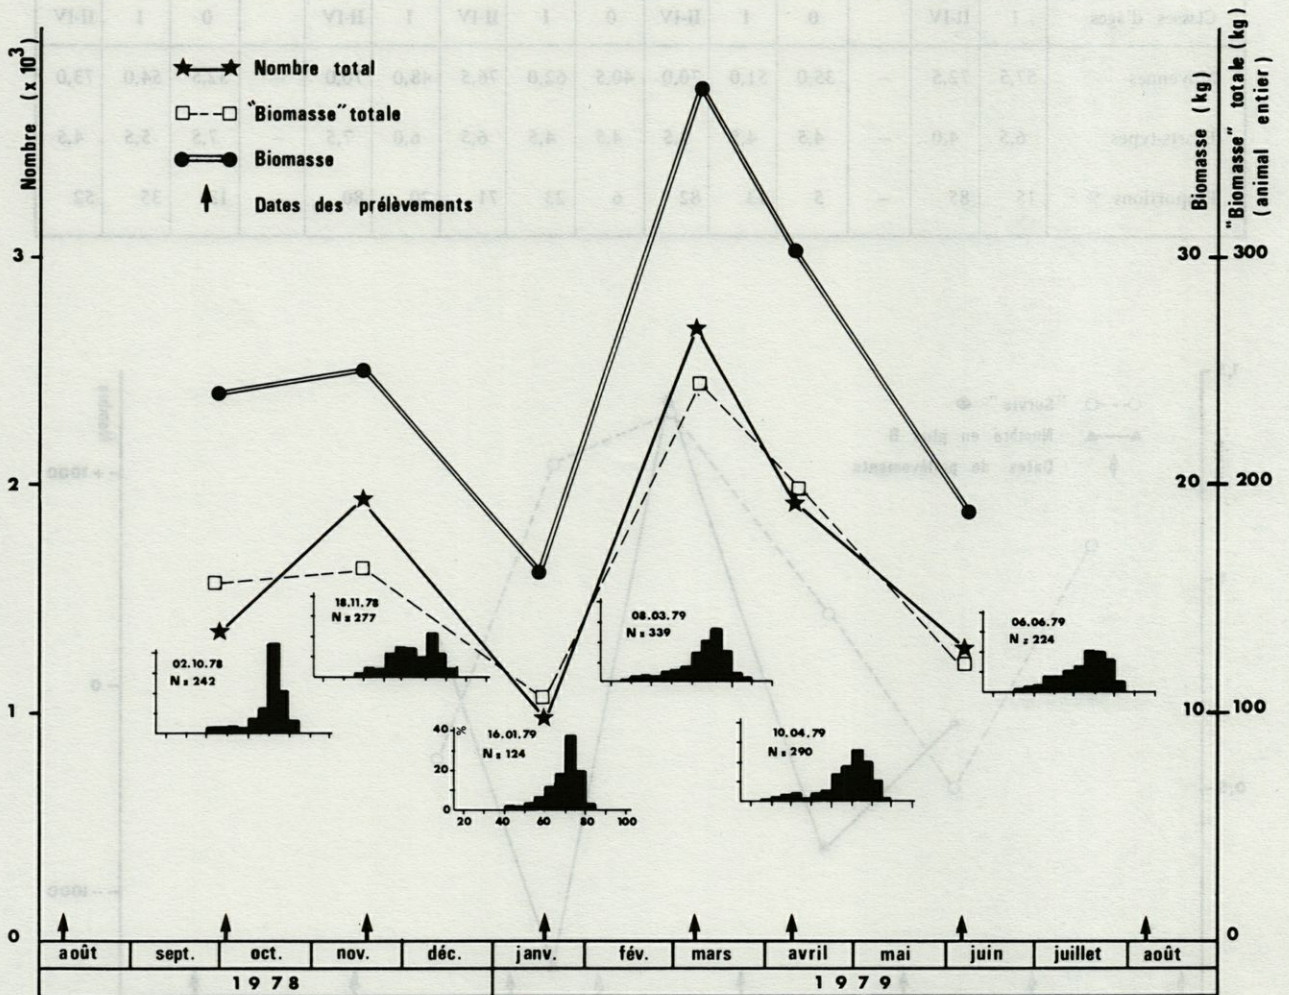 Nombre (x 10³)
Nombre total
"Biomasse" totale
Biomasse
Dates des prélèvements
Biomasse (kg)
"Biomasse" totale (kg)
(animal entier)
3
30
300
2
20
200
1
10
100
0
0
02.10.78
N = 242
18.11.78
N = 277
16.01.79
N = 124
40
%
20
0
20 40 60 80 100
08.03.79
N = 339
10.04.79
N = 290
06.06.79
N = 224
août sept. oct. nov. déc. janv. fév. mars avril mai juin juillet août
1978 1979